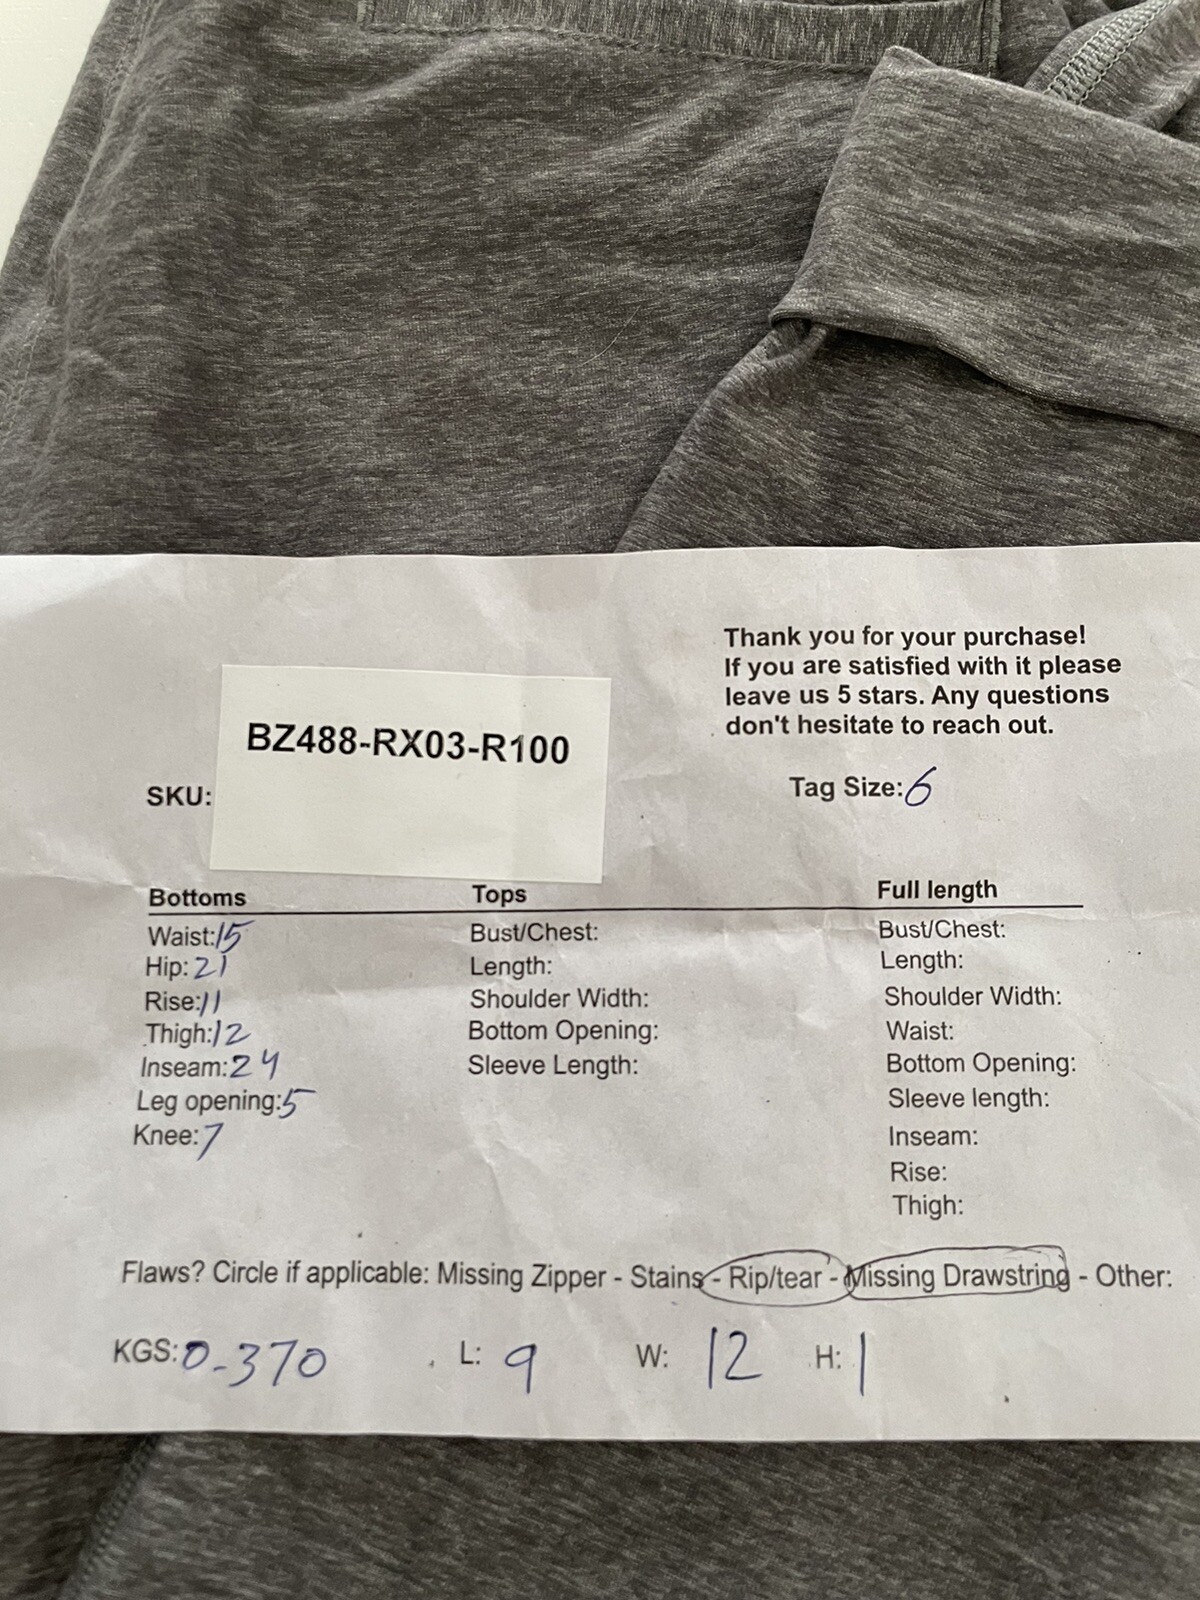 Thank you for your purchase!
If you are satisfied with it please
leave us 5 stars. Any questions
don't hesitate to reach out.
BZ488-RX03-R100
SKU:
Tag Size: 6
Bottoms
Waist: 15
Hip: 21
Rise: 11
Thigh: 12
Inseam: 24
Leg opening: 5
Knee: 7
Tops
Bust/Chest:
Length:
Shoulder Width:
Bottom Opening:
Sleeve Length:
Full length
Bust/Chest:
Length:
Shoulder Width:
Waist:
Bottom Opening:
Sleeve length:
Inseam:
Rise:
Thigh:
Flaws? Circle if applicable: Missing Zipper - Stains - Rip/tear - Missing Drawstring - Other:
KGS: 0-370 L: 9 W: 12 H: 1